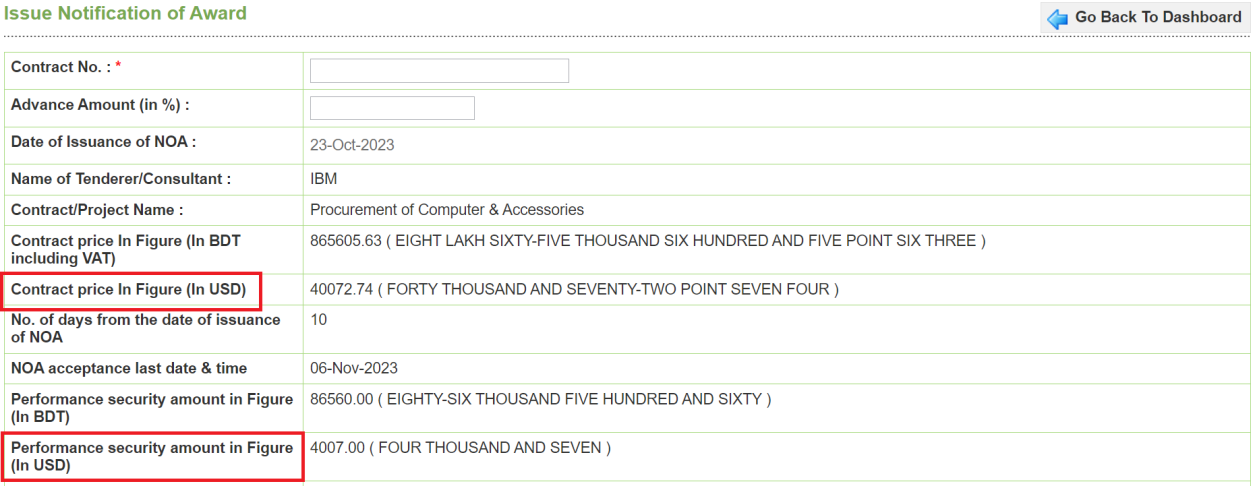 Issue Notification of Award
Go Back To Dashboard
Contract No. : *
Advance Amount (in %) :
Date of Issuance of NOA :
23-Oct-2023
Name of Tenderer/Consultant :
IBM
Contract/Project Name :
Procurement of Computer & Accessories
Contract price In Figure (In BDT
including VAT)
865605.63 ( EIGHT LAKH SIXTY-FIVE THOUSAND SIX HUNDRED AND FIVE POINT SIX THREE )
Contract price In Figure (In USD)
40072.74 ( FORTY THOUSAND AND SEVENTY-TWO POINT SEVEN FOUR )
No. of days from the date of issuance
of NOA
10
NOA acceptance last date & time
06-Nov-2023
Performance security amount in Figure
(In BDT)
86560.00 ( EIGHTY-SIX THOUSAND FIVE HUNDRED AND SIXTY )
Performance security amount in Figure
(In USD)
4007.00 ( FOUR THOUSAND AND SEVEN )